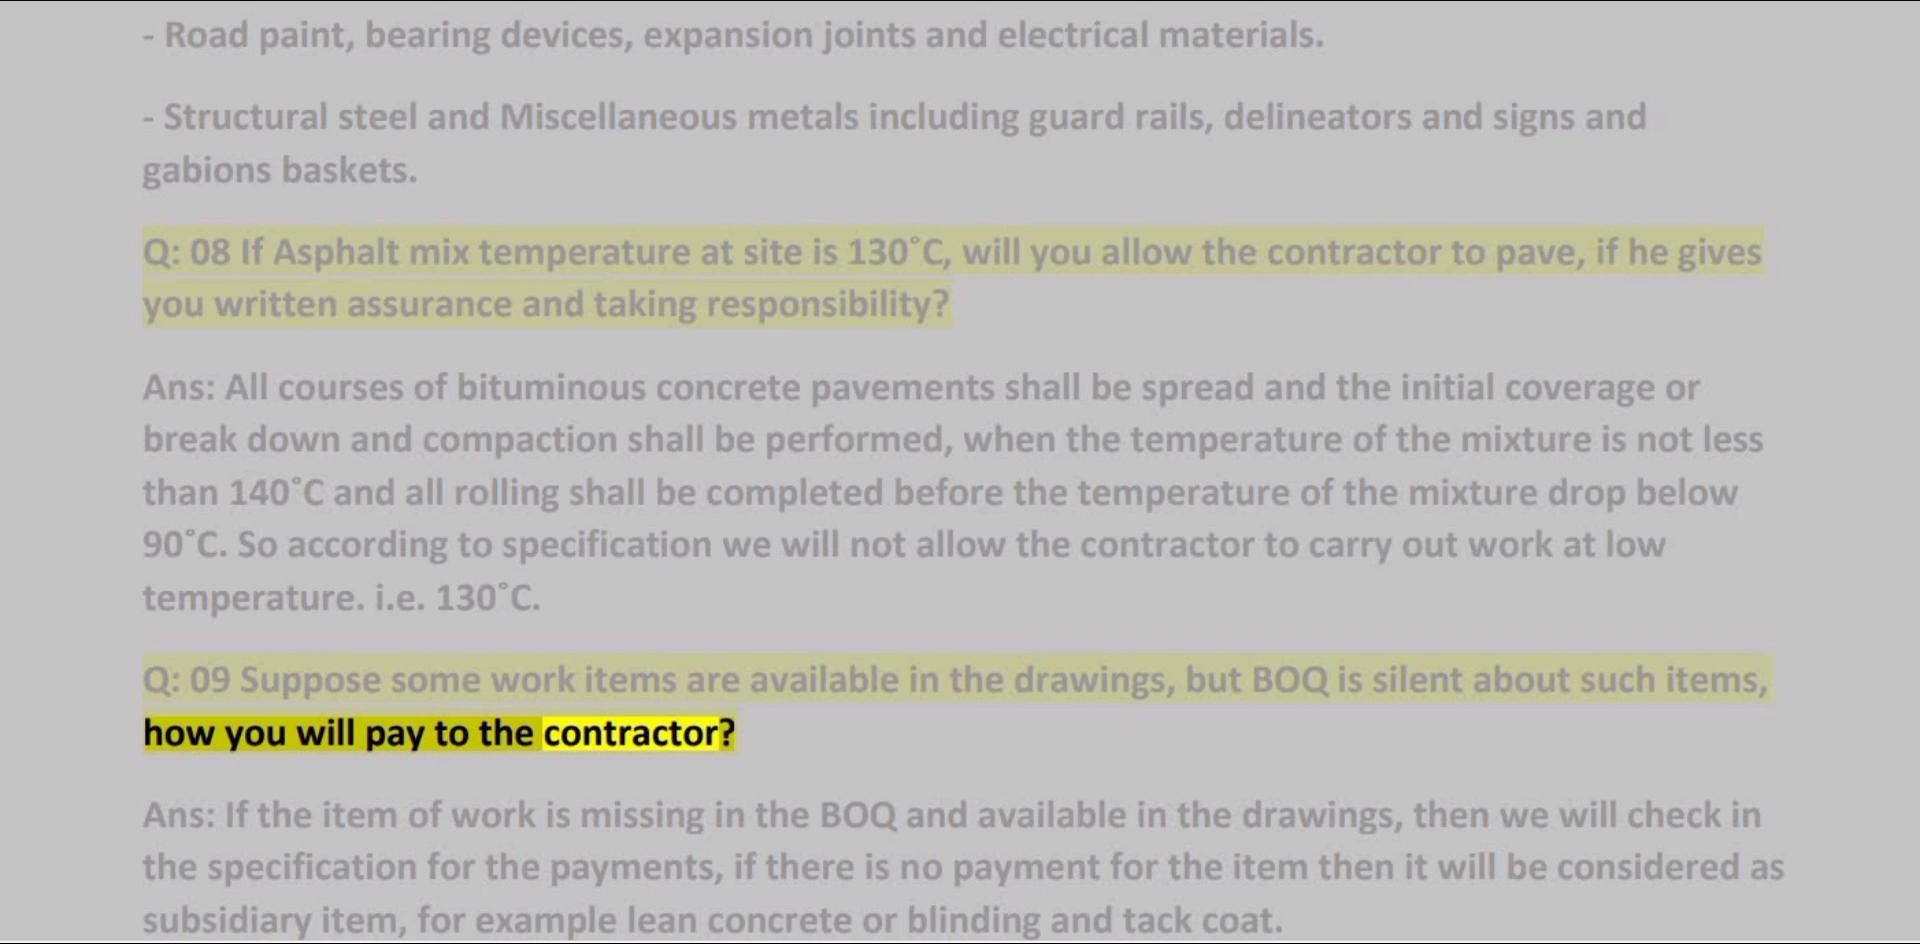 - Road paint, bearing devices, expansion joints and electrical materials.
- Structural steel and Miscellaneous metals including guard rails, delineators and signs and
gabions baskets.
Q: 08 If Asphalt mix temperature at site is 130˚C, will you allow the contractor to pave, if he gives
you written assurance and taking responsibility?
Ans: All courses of bituminous concrete pavements shall be spread and the initial coverage or
break down and compaction shall be performed, when the temperature of the mixture is not less
than 140˚C and all rolling shall be completed before the temperature of the mixture drop below
90˚C. So according to specification we will not allow the contractor to carry out work at low
temperature. i.e. 130˚C.
Q: 09 Suppose some work items are available in the drawings, but BOQ is silent about such items,
how you will pay to the contractor?
Ans: If the item of work is missing in the BOQ and available in the drawings, then we will check in
the specification for the payments, if there is no payment for the item then it will be considered as
subsidiary item, for example lean concrete or blinding and tack coat.